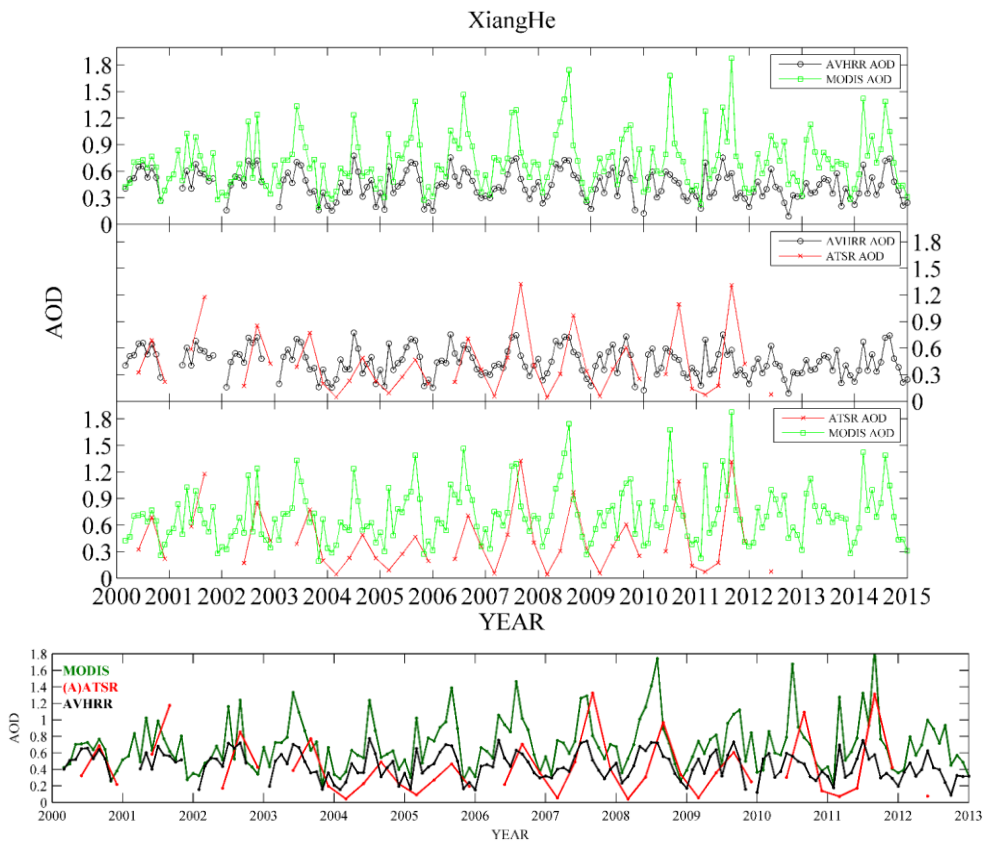 XiangHe
1.8
1.5
1.2
0.9
0.6
0.3
0
AVHRR AOD
MODIS AOD
AOD
AVHRR AOD
ATSR AOD
1.8
1.5
1.2
0.9
0.6
0.3
0
1.8
1.5
1.2
0.9
0.6
0.3
0
ATSR AOD
MODIS AOD
2000 2001 2002 2003 2004 2005 2006 2007 2008 2009 2010 2011 2012 2013 2014 2015
YEAR
1.8
1.6
1.4
1.2
1
0.8
0.6
0.4
0.2
0
AOD
MODIS
(A)ATSR
AVHRR
2000 2001 2002 2003 2004 2005 2006 2007 2008 2009 2010 2011 2012 2013
YEAR